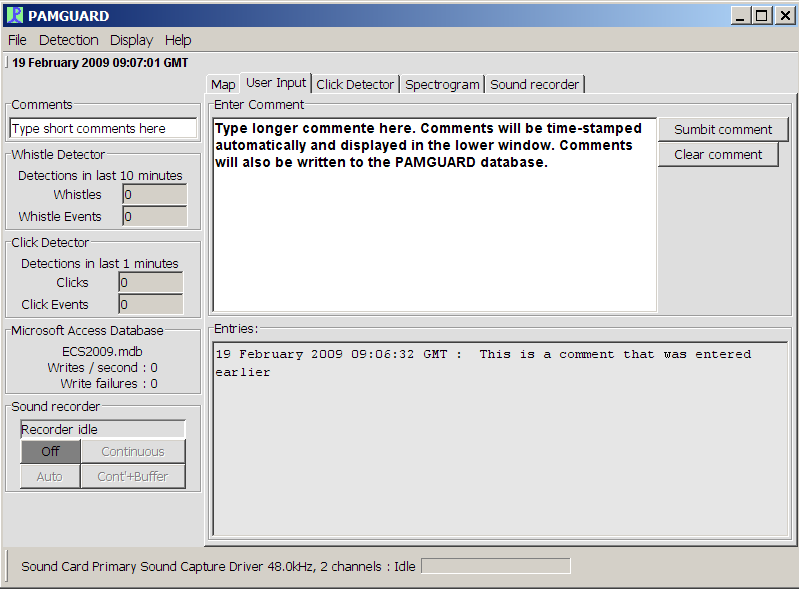 PAMGUARD
File Detection Display Help
19 February 2009 09:07:01 GMT
Map User Input Click Detector Spectrogram Sound recorder
Comments
Type short comments here
Whistle Detector
Detections in last 10 minutes
Whistles 0
Whistle Events 0
Click Detector
Detections in last 1 minutes
Clicks 0
Click Events 0
Microsoft Access Database
ECS2009.mdb
Writes / second : 0
Write failures : 0
Sound recorder
Recorder idle
Off Continuous
Auto Cont'+Buffer
Enter Comment
Type longer commente here. Comments will be time-stamped
automatically and displayed in the lower window. Comments
will also be written to the PAMGUARD database.
Sumbit comment
Clear comment
Entries:
19 February 2009 09:06:32 GMT : This is a comment that was entered
earlier
Sound Card Primary Sound Capture Driver 48.0kHz, 2 channels : Idle